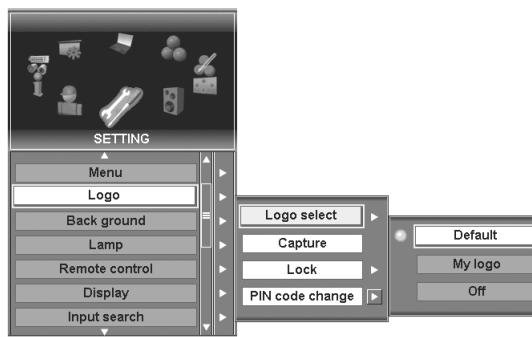 SETTING
Menu
Logo
Back ground
Lamp
Remote control
Display
Input search
Logo select
Capture
Lock
PIN code change
Default
My logo
Off